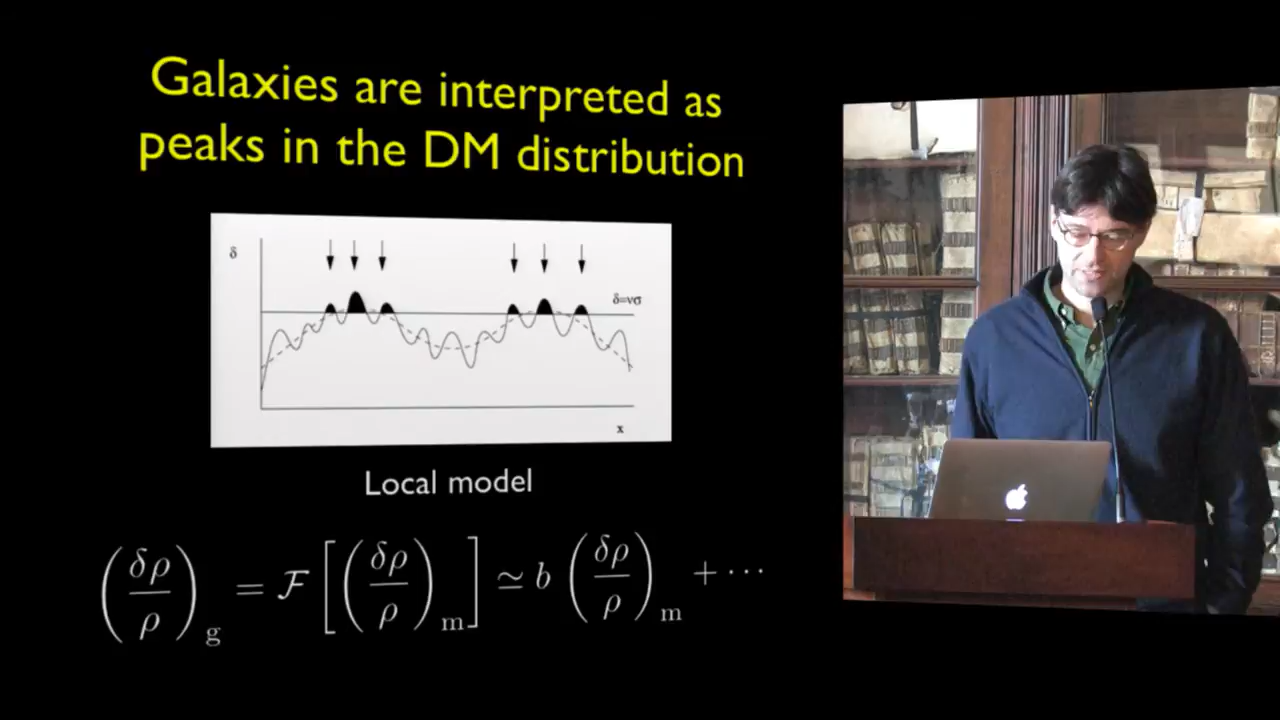 Galaxies are interpreted as
peaks in the DM distribution
δ
δ=νσ
x
Local model
(δρ/ρ)_g = ℱ[(δρ/ρ)_m] ≃ b (δρ/ρ)_m + ⋯